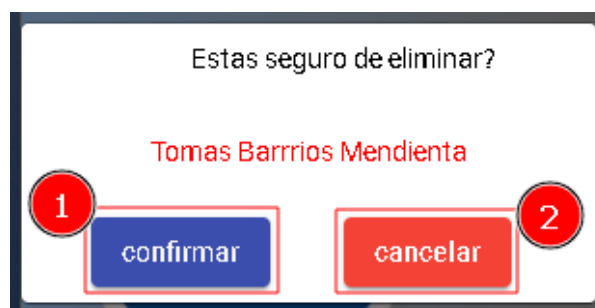 Estas seguro de eliminar?
Tomas Barrrios Mendienta
1
2
confirmar
cancelar